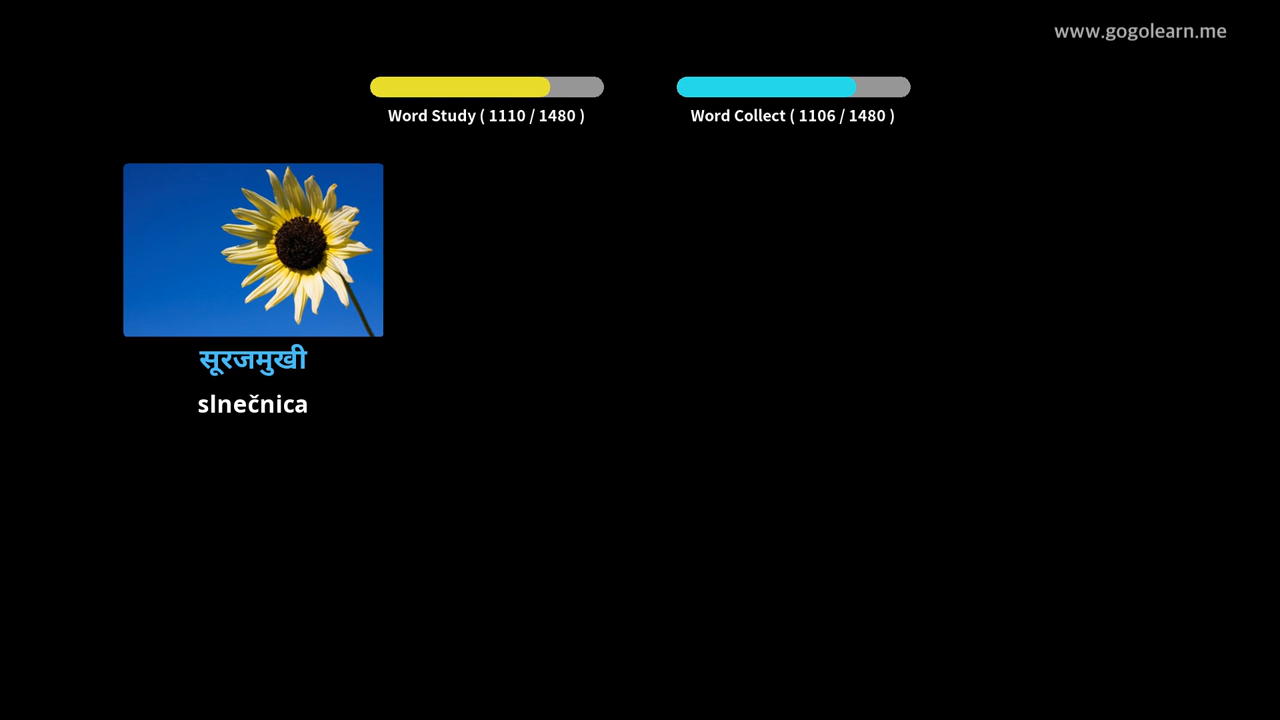 www.gogolearn.me
Word Study ( 1110 / 1480 )
Word Collect ( 1106 / 1480 )
सूरजमुखी
slnečnica